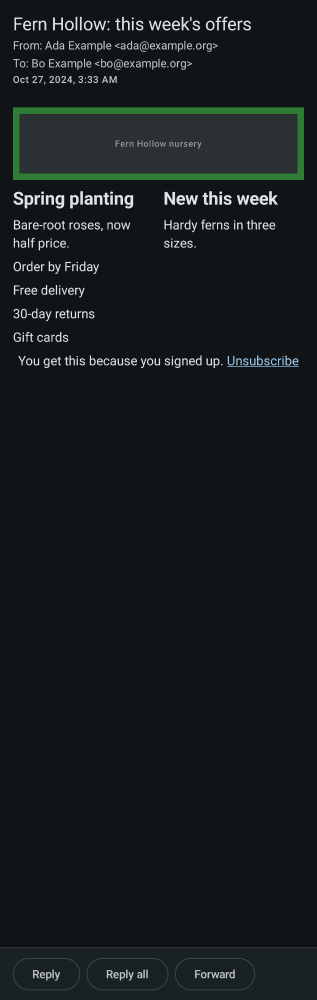 Fern Hollow: this week's offers
From: Ada Example <ada@example.org>
To: Bo Example <bo@example.org>
Oct 27, 2024, 3:33 AM
Fern Hollow nursery
Spring planting
Bare-root roses, now
half price.
New this week
Hardy ferns in three
sizes.
Order by Friday
Free delivery
30-day returns
Gift cards
You get this because you signed up. Unsubscribe
Reply
Reply all
Forward